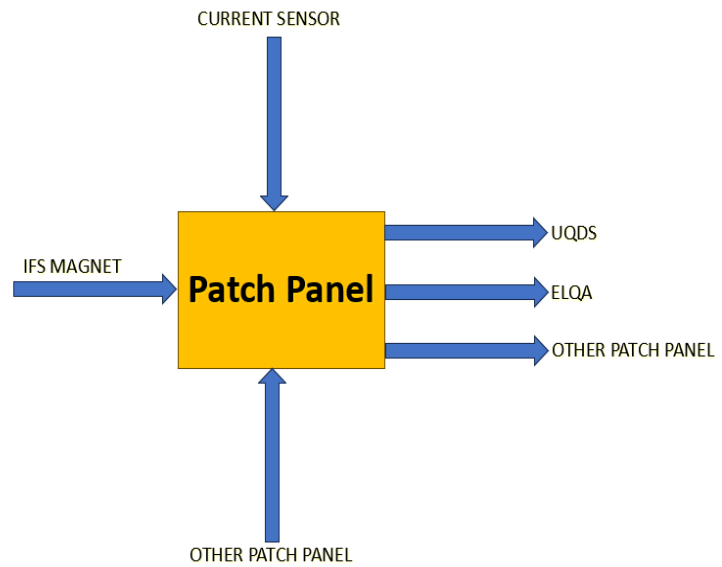 CURRENT SENSOR
UQDS
IFS MAGNET
Patch Panel
ELQA
OTHER PATCH PANEL
OTHER PATCH PANEL